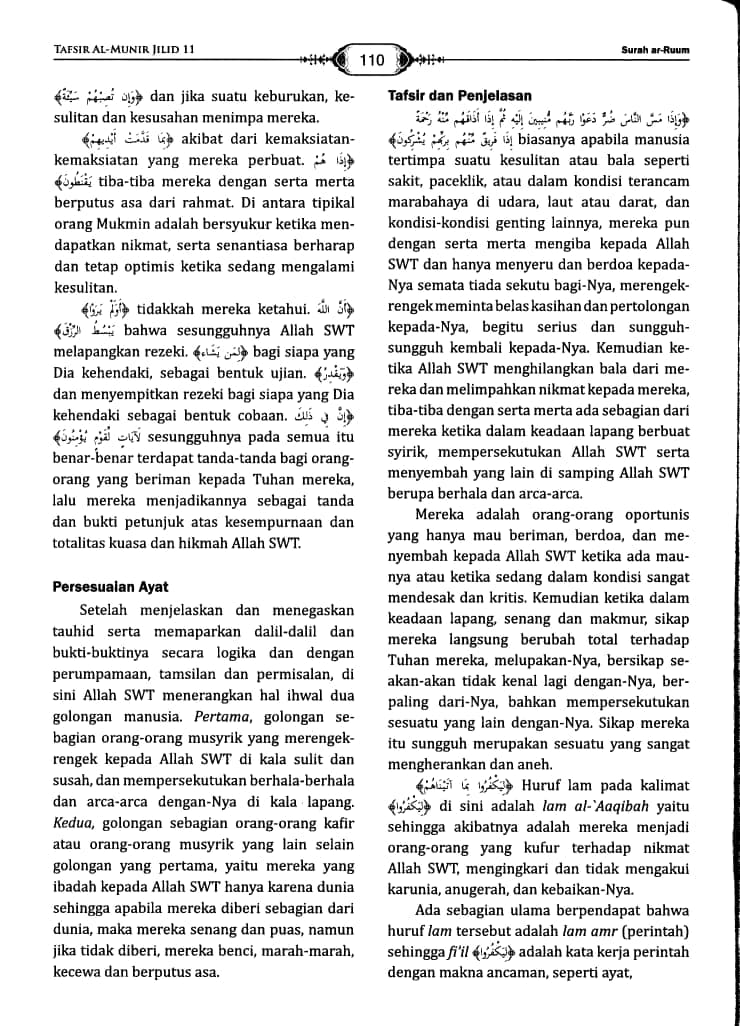 TAFSIR AL-MUNIR JILID 11
110
Surah ar-Ruum
﴿وَإِن تُصِبْهُمْ سَيِّئَةٌ﴾ dan jika suatu keburukan, ke-
sulitan dan kesusahan menimpa mereka.
﴿بِمَا قَدَّمَتْ أَيْدِيهِمْ﴾ akibat dari kemaksiatan-
kemaksiatan yang mereka perbuat. ﴿إِذَا هُمْ
يَقْنَطُونَ﴾ tiba-tiba mereka dengan serta merta
berputus asa dari rahmat. Di antara tipikal
orang Mukmin adalah bersyukur ketika men-
dapatkan nikmat, serta senantiasa berharap
dan tetap optimis ketika sedang mengalami
kesulitan.
﴿أَوَلَمْ يَرَوْا﴾ tidakkah mereka ketahui. ﴿أَنَّ اللَّهَ
يَبْسُطُ الرِّزْقَ﴾ bahwa sesungguhnya Allah SWT
melapangkan rezeki. ﴿لِمَن يَشَاءُ﴾ bagi siapa yang
Dia kehendaki, sebagai bentuk ujian. ﴿وَيَقْدِرُ﴾
dan menyempitkan rezeki bagi siapa yang Dia
kehendaki sebagai bentuk cobaan. ﴿إِنَّ فِي ذَلِكَ
لَآيَاتٍ لِّقَوْمٍ يُؤْمِنُونَ﴾ sesungguhnya pada semua itu
benar-benar terdapat tanda-tanda bagi orang-
orang yang beriman kepada Tuhan mereka,
lalu mereka menjadikannya sebagai tanda
dan bukti petunjuk atas kesempurnaan dan
totalitas kuasa dan hikmah Allah SWT.
Persesuaian Ayat
Setelah menjelaskan dan menegaskan
tauhid serta memaparkan dalil-dalil dan
bukti-buktinya secara logika dan dengan
perumpamaan, tamsilan dan permisalan, di
sini Allah SWT menerangkan hal ihwal dua
golongan manusia. Pertama, golongan se-
bagian orang-orang musyrik yang merengek-
rengek kepada Allah SWT di kala sulit dan
susah, dan mempersekutukan berhala-berhala
dan arca-arca dengan-Nya di kala lapang.
Kedua, golongan sebagian orang-orang kafir
atau orang-orang musyrik yang lain selain
golongan yang pertama, yaitu mereka yang
ibadah kepada Allah SWT hanya karena dunia
sehingga apabila mereka diberi sebagian dari
dunia, maka mereka senang dan puas, namun
jika tidak diberi, mereka benci, marah-marah,
kecewa dan berputus asa.
Tafsir dan Penjelasan
﴿وَإِذَا مَسَّ النَّاسَ ضُرٌّ دَعَوْا رَبَّهُم مُّنِيبِينَ إِلَيْهِ ثُمَّ إِذَا أَذَاقَهُم مِّنْهُ رَحْمَةً
إِذَا فَرِيقٌ مِّنْهُم بِرَبِّهِمْ يُشْرِكُونَ﴾ biasanya apabila manusia
tertimpa suatu kesulitan atau bala seperti
sakit, paceklik, atau dalam kondisi terancam
marabahaya di udara, laut atau darat, dan
kondisi-kondisi genting lainnya, mereka pun
dengan serta merta mengiba kepada Allah
SWT dan hanya menyeru dan berdoa kepada-
Nya semata tiada sekutu bagi-Nya, merengek-
rengek meminta belas kasihan dan pertolongan
kepada-Nya, begitu serius dan sungguh-
sungguh kembali kepada-Nya. Kemudian ke-
tika Allah SWT menghilangkan bala dari me-
reka dan melimpahkan nikmat kepada mereka,
tiba-tiba dengan serta merta ada sebagian dari
mereka ketika dalam keadaan lapang berbuat
syirik, mempersekutukan Allah SWT serta
menyembah yang lain di samping Allah SWT
berupa berhala dan arca-arca.
Mereka adalah orang-orang oportunis
yang hanya mau beriman, berdoa, dan me-
nyembah kepada Allah SWT ketika ada mau-
nya atau ketika sedang dalam kondisi sangat
mendesak dan kritis. Kemudian ketika dalam
keadaan lapang, senang dan makmur, sikap
mereka langsung berubah total terhadap
Tuhan mereka, melupakan-Nya, bersikap se-
akan-akan tidak kenal lagi dengan-Nya, ber-
paling dari-Nya, bahkan mempersekutukan
sesuatu yang lain dengan-Nya. Sikap mereka
itu sungguh merupakan sesuatu yang sangat
mengherankan dan aneh.
﴿لِيَكْفُرُوا بِمَا آتَيْنَاهُمْ﴾ Huruf lam pada kalimat
﴿لِيَكْفُرُوا﴾ di sini adalah lam al-`Aaqibah yaitu
sehingga akibatnya adalah mereka menjadi
orang-orang yang kufur terhadap nikmat
Allah SWT, mengingkari dan tidak mengakui
karunia, anugerah, dan kebaikan-Nya.
Ada sebagian ulama berpendapat bahwa
huruf lam tersebut adalah lam amr (perintah)
sehingga fi'il ﴿لِيَكْفُرُوا﴾ adalah kata kerja perintah
dengan makna ancaman, seperti ayat,